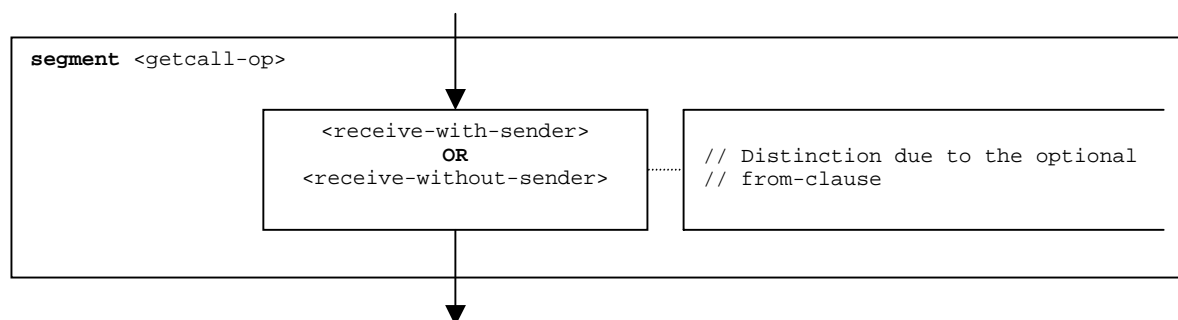 segment <getcall-op>
<receive-with-sender>
OR
<receive-without-sender>
// Distinction due to the optional
// from-clause